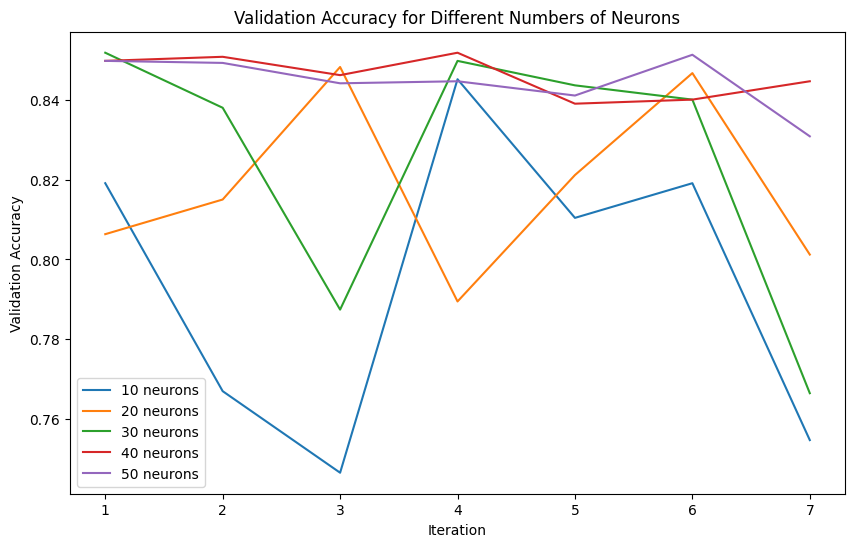 Validation Accuracy for Different Numbers of Neurons
Validation Accuracy
0.84
0.82
0.80
0.78
0.76
10 neurons
20 neurons
30 neurons
40 neurons
50 neurons
1 2 3 4 5 6 7
Iteration